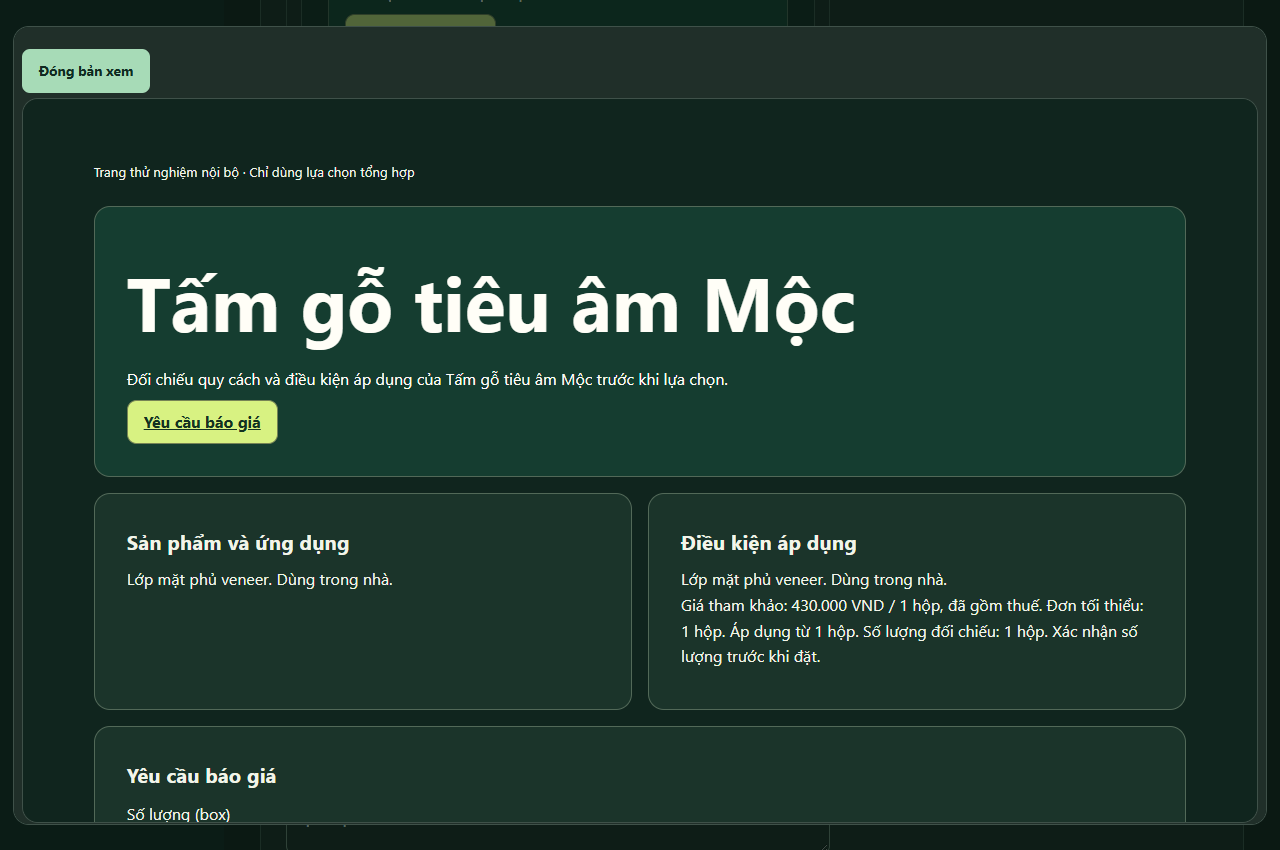 Đóng bản xem
Trang thử nghiệm nội bộ · Chỉ dùng lựa chọn tổng hợp
Tấm gỗ tiêu âm Mộc
Đối chiếu quy cách và điều kiện áp dụng của Tấm gỗ tiêu âm Mộc trước khi lựa chọn.
Yêu cầu báo giá
Sản phẩm và ứng dụng
Lớp mặt phủ veneer. Dùng trong nhà.
Điều kiện áp dụng
Lớp mặt phủ veneer. Dùng trong nhà.
Giá tham khảo: 430.000 VND / 1 hộp, đã gồm thuế. Đơn tối thiểu:
1 hộp. Áp dụng từ 1 hộp. Số lượng đối chiếu: 1 hộp. Xác nhận số
lượng trước khi đặt.
Yêu cầu báo giá
Số lượng (box)